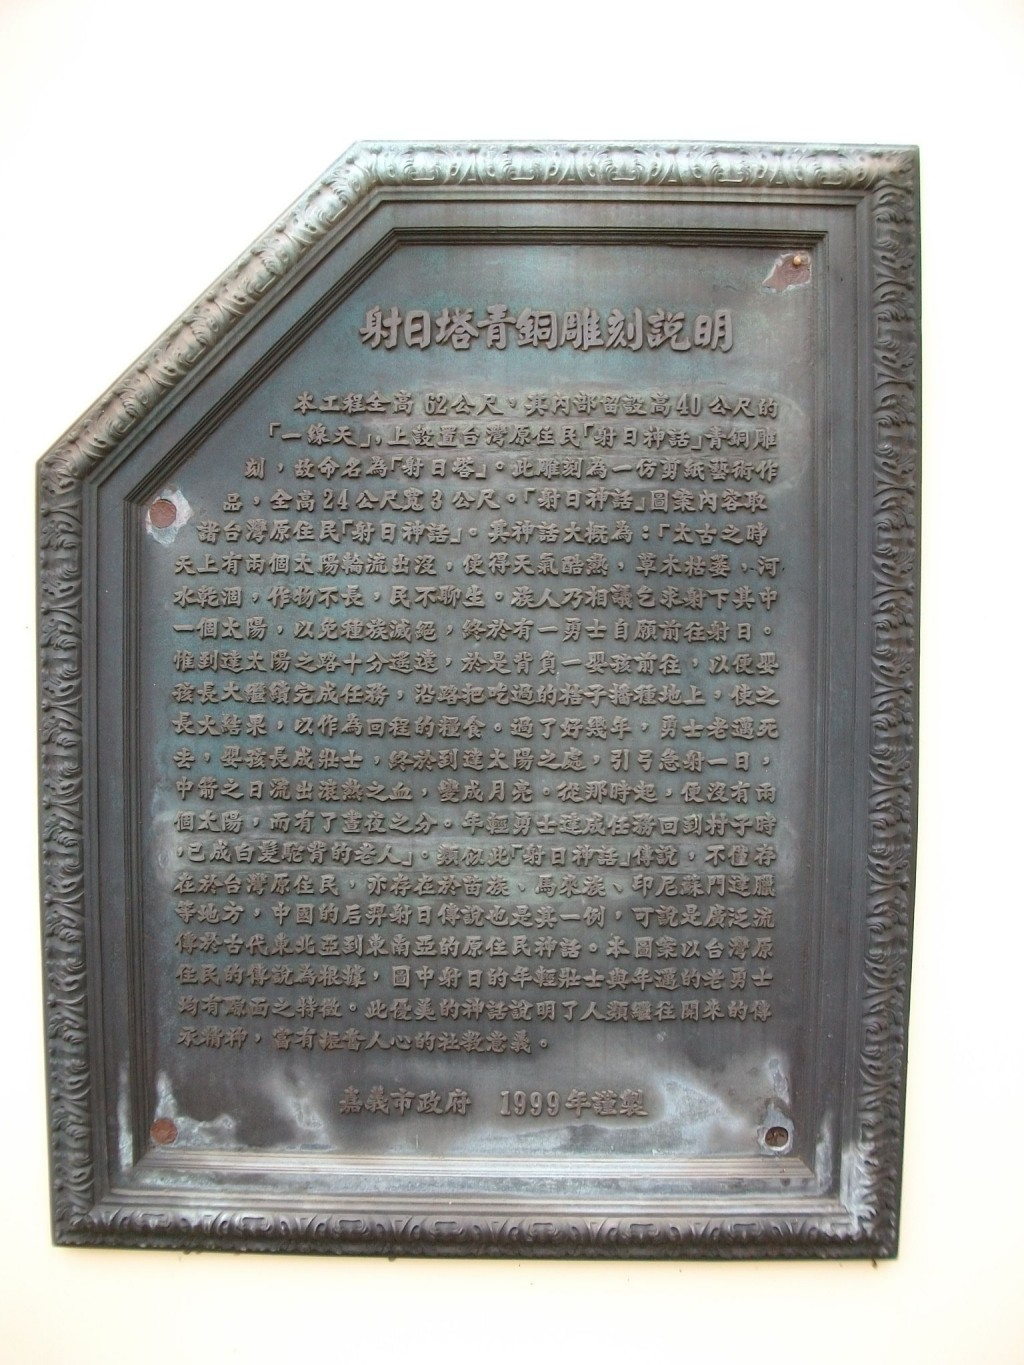 射日塔青銅雕刻說明
本工程全高62公尺，其內部留設高40公尺的
「一線天」，上設置台灣原住民「射日神話」青銅雕
刻，故命名為「射日塔」。此雕刻為一仿剪紙藝術作
品，全高24公尺寬3公尺。「射日神話」圖案內容取
諸台灣原住民「射日神話」。其神話大概為：「太古之時
天上有兩個太陽輪流出沒，使得天氣酷熱，草木枯萎，河
水乾涸，作物不長，民不聊生。族人乃相議乞求射下其中
一個太陽，以免種族滅絕，終於有一勇士自願前往射日。
惟到達太陽之路十分遙遠，於是背負一嬰孩前往，以便嬰
孩長大繼續完成任務，沿路把吃過的桔子播種地上，使之
長大結果，以作為回程的糧食。過了好幾年，勇士老邁死
去，嬰孩長成壯士，終於到達太陽之處，引弓急射一日，
中箭之日流出滾熱之血，變成月亮。從那時起，便沒有兩
個太陽，而有了晝夜之分。年輕勇士達成任務回到村子時
，已成白髮駝背的老人」。類似此「射日神話」傳說，不僅存
在於台灣原住民，亦存在於苗族、馬來族、印尼蘇門達臘
等地方，中國的后羿射日傳說也是其一例，可說是廣泛流
傳於古代東北亞到東南亞的原住民神話。本圖案以台灣原
住民的傳說為根據，圖中射日的年輕壯士與年邁的老勇士
均有黥面之特徵。此優美的神話說明了人類繼往開來的傳
承精神，當有振奮人心的社教意義。
嘉義市政府 1999年謹製